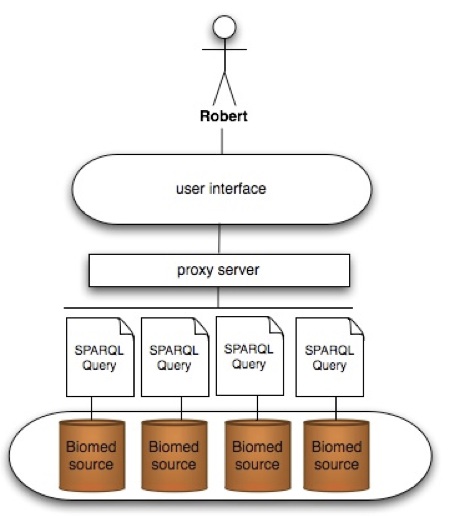 Robert
user interface
proxy server
SPARQL
Query
SPARQL
Query
SPARQL
Query
SPARQL
Query
Biomed
source
Biomed
source
Biomed
source
Biomed
source